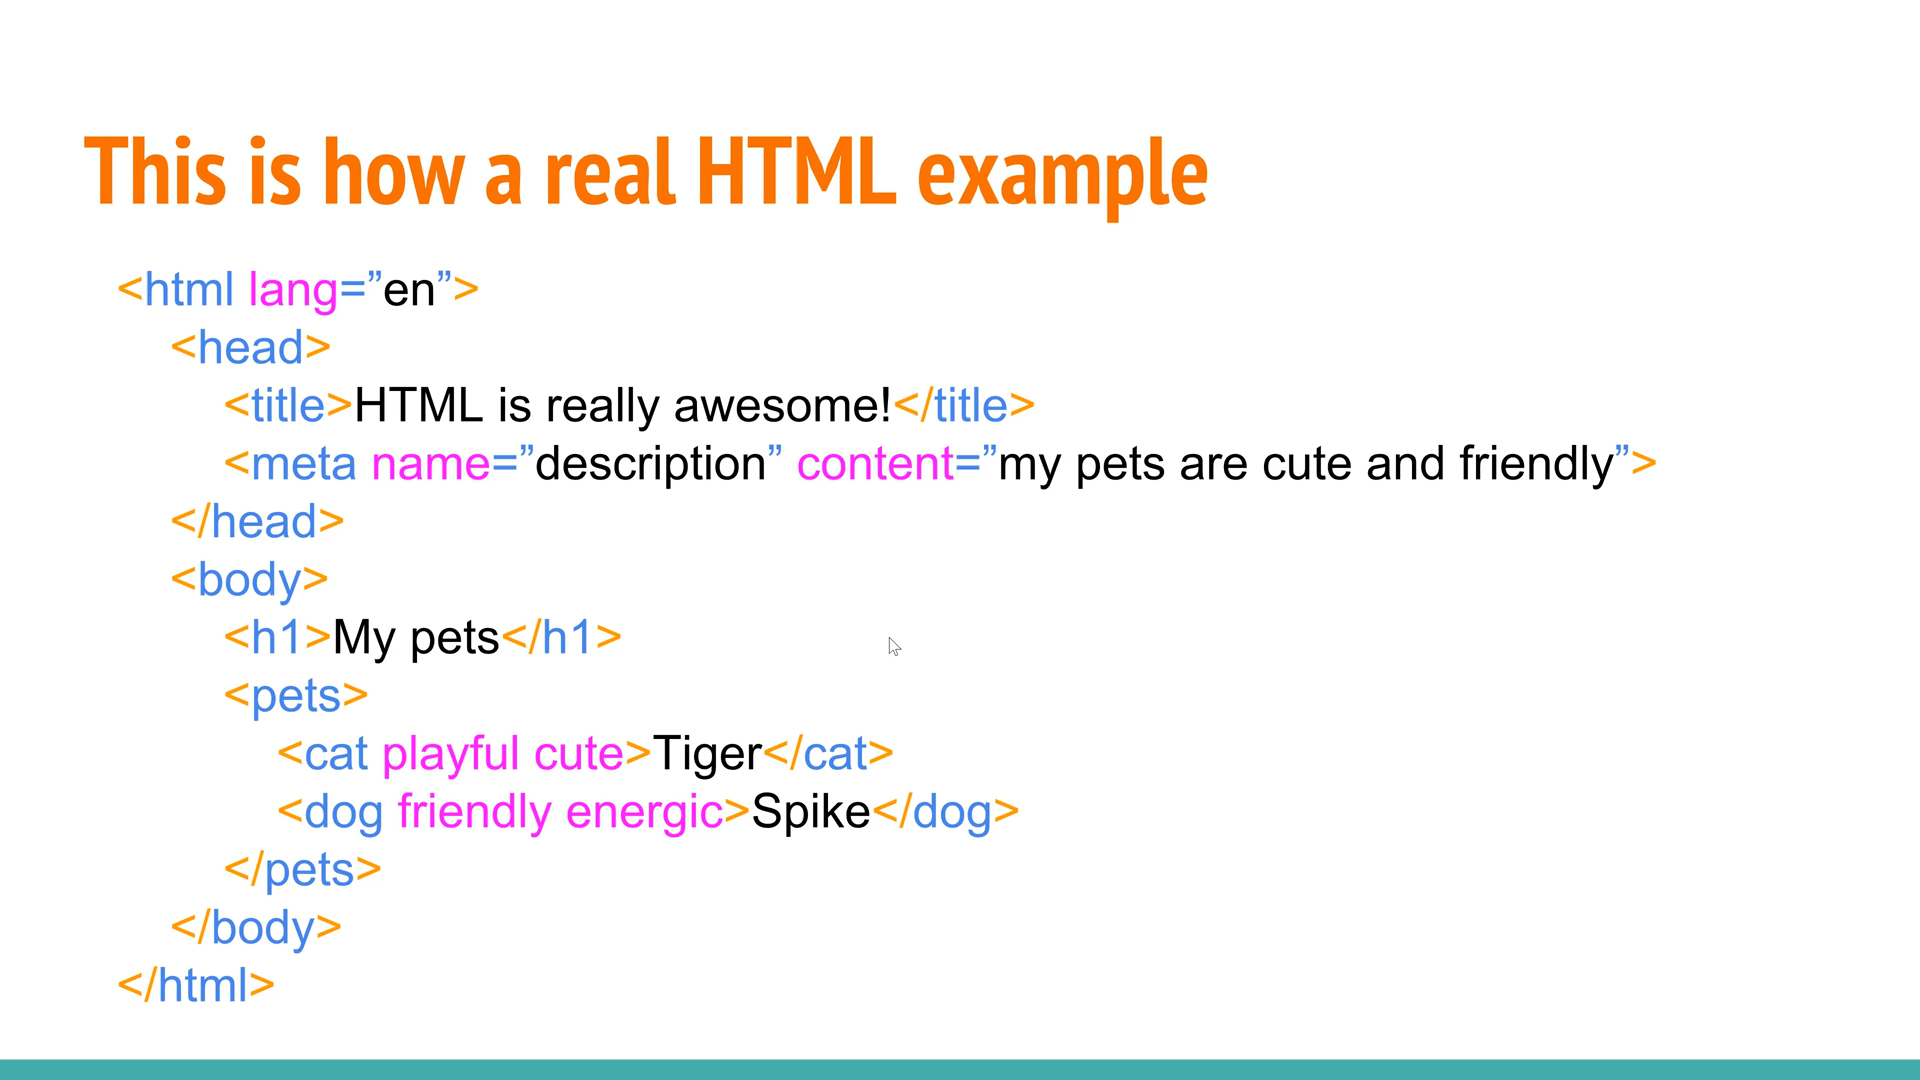 This is how a real HTML example
<html lang=”en”>
<head>
<title>HTML is really awesome!</title>
<meta name=”description” content=”my pets are cute and friendly”>
</head>
<body>
<h1>My pets</h1>
<pets>
<cat playful cute>Tiger</cat>
<dog friendly energic>Spike</dog>
</pets>
</body>
</html>